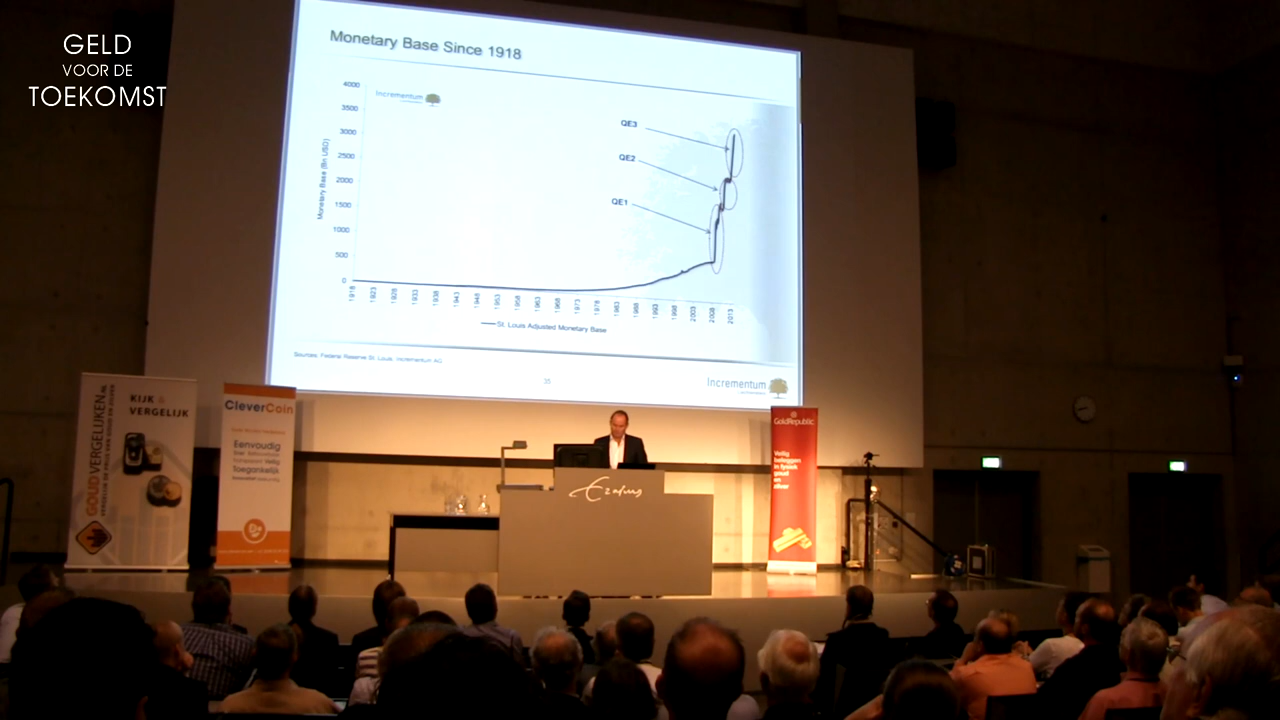 GELD
VOOR DE
TOEKOMST
Monetary Base Since 1918
Incrementum
4000
3500
3000
2500
2000
1500
1000
500
0
Monetary Base (Bn USD)
QE3
QE2
QE1
1918
1923
1928
1933
1938
1943
1948
1953
1958
1963
1968
1973
1978
1983
1988
1993
1998
2003
2008
2013
St. Louis Adjusted Monetary Base
Sources: Federal Reserve St. Louis, Incrementum AG
35
Incrementum
GOUDVERGELIJKEN.NL
KIJK &
VERGELIJK
CleverCoin
Eenvoudig
Veilig
Toegankelijk
Erasmus
GoldRepublic
Veilig
beleggen
in fysiek
goud
en
zilver